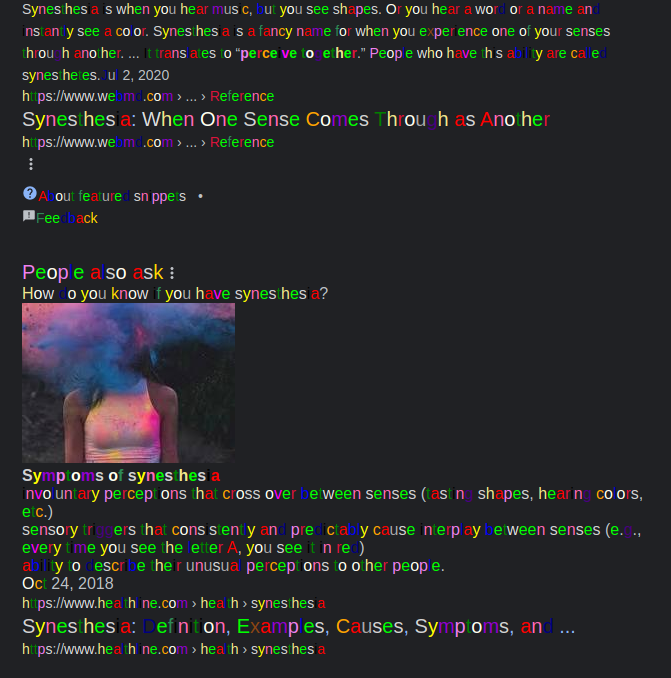 Synesthesia is when you hear music, but you see shapes. Or you hear a word or a name and
instantly see a color. Synesthesia is a fancy name for when you experience one of your senses
through another. ... It translates to “perceive together.” People who have this ability are called
synesthetes. Jul 2, 2020
https://www.webmd.com › ... › Reference
Synesthesia: When One Sense Comes Through as Another
https://www.webmd.com › ... › Reference
About featured snippets •
Feedback
People also ask
How do you know if you have synesthesia?
Symptoms of synesthesia
involuntary perceptions that cross over between senses (tasting shapes, hearing colors,
etc.)
sensory triggers that consistently and predictably cause interplay between senses (e.g.,
every time you see the letter A, you see it in red)
ability to describe their unusual perceptions to other people.
Oct 24, 2018
https://www.healthline.com › health › synesthesia
Synesthesia: Definition, Examples, Causes, Symptoms, and ...
https://www.healthline.com › health › synesthesia